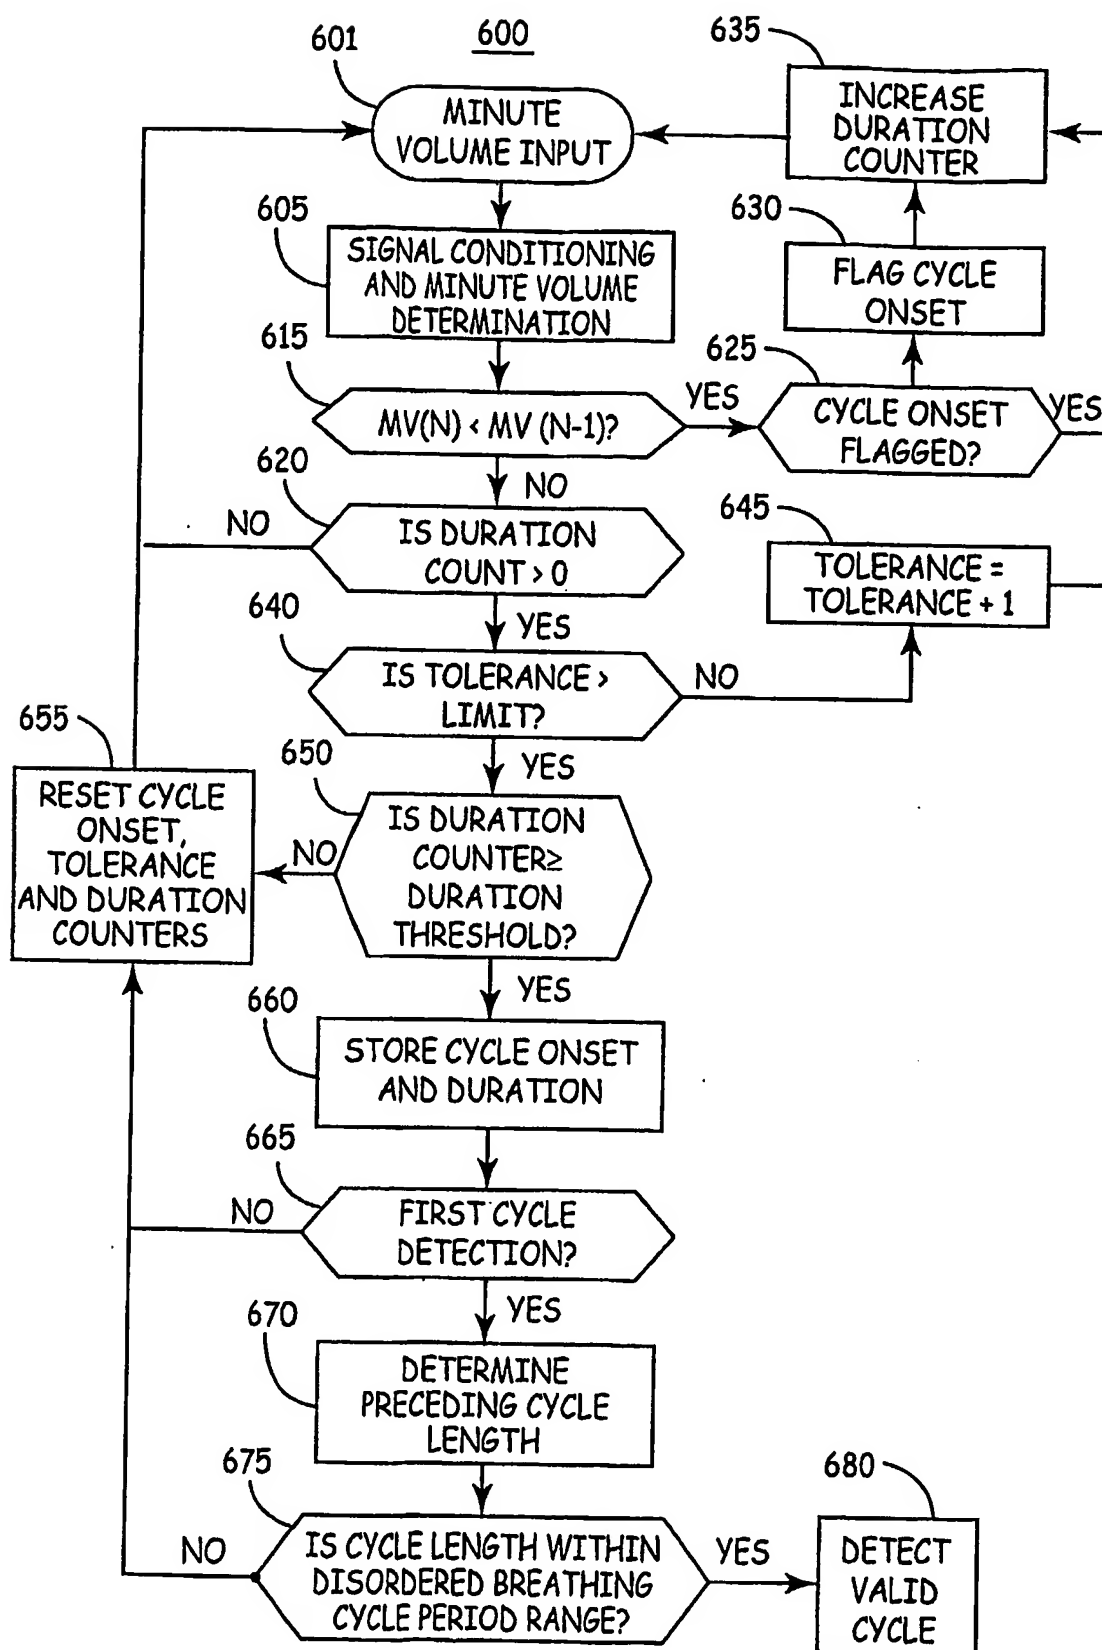 600
601
MINUTE
VOLUME INPUT
635
INCREASE
DURATION
COUNTER
605
SIGNAL CONDITIONING
AND MINUTE VOLUME
DETERMINATION
630
FLAG CYCLE
ONSET
615
MV(N) < MV (N-1)?
YES
625
CYCLE ONSET
FLAGGED?
YES
NO
620
IS DURATION
COUNT > 0
NO
YES
645
TOLERANCE =
TOLERANCE + 1
640
IS TOLERANCE >
LIMIT?
NO
YES
655
RESET CYCLE
ONSET,
TOLERANCE
AND DURATION
COUNTERS
650
IS DURATION
COUNTER≥
DURATION
THRESHOLD?
NO
YES
660
STORE CYCLE ONSET
AND DURATION
665
FIRST CYCLE
DETECTION?
NO
YES
670
DETERMINE
PRECEDING CYCLE
LENGTH
675
IS CYCLE LENGTH WITHIN
DISORDERED BREATHING
CYCLE PERIOD RANGE?
NO
YES
680
DETECT
VALID
CYCLE